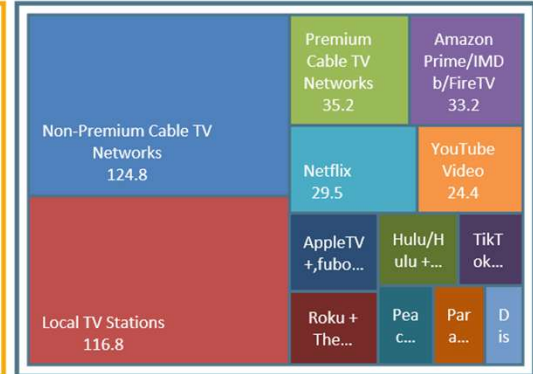 Non-Premium Cable TV
Networks
124.8
Local TV Stations
116.8
Premium
Cable TV
Networks
35.2
Amazon
Prime/IMD
b/FireTV
33.2
Netflix
29.5
YouTube
Video
24.4
AppleTV
+,fubo...
Hulu/H
ulu +...
TikT
ok...
Roku +
The...
Pea
c...
Par
a...
D
is